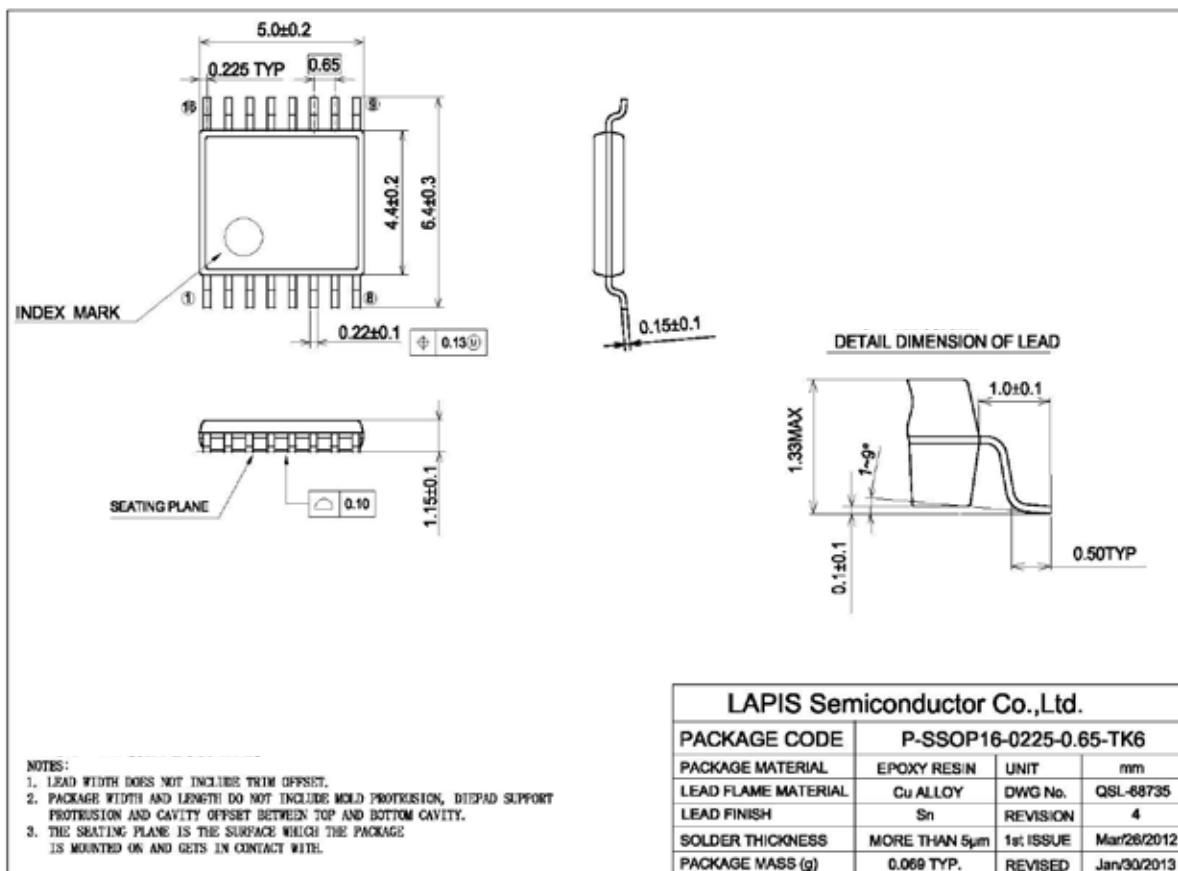 5.0±0.2
0.225 TYP
0.65
16
9
4.4±0.2
6.4±0.3
INDEX MARK
1
8
0.22±0.1
0.13Ⓜ
0.15±0.1
DETAIL DIMENSION OF LEAD
1.0±0.1
1.33MAX
1~9°
0.1±0.1
0.50TYP
SEATING PLANE
0.10
1.15±0.1
NOTES:
1. LEAD WIDTH DOES NOT INCLUDE TRIM OFFSET.
2. PACKAGE WIDTH AND LENGTH DO NOT INCLUDE MOLD PROTRUSION, DIEPAD SUPPORT
PROTRUSION AND CAVITY OFFSET BETWEEN TOP AND BOTTOM CAVITY.
3. THE SEATING PLANE IS THE SURFACE WHICH THE PACKAGE
IS MOUNTED ON AND GETS IN CONTACT WITH.
LAPIS Semiconductor Co.,Ltd.
PACKAGE CODE P-SSOP16-0225-0.65-TK6
PACKAGE MATERIAL EPOXY RESIN UNIT mm
LEAD FLAME MATERIAL Cu ALLOY DWG No. QSL-68735
LEAD FINISH Sn REVISION 4
SOLDER THICKNESS MORE THAN 5μm 1st ISSUE Mar/26/2012
PACKAGE MASS (g) 0.069 TYP. REVISED Jan/30/2013